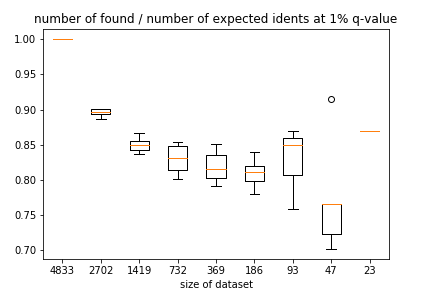 number of found / number of expected idents at 1% q-value
1.00
0.95
0.90
0.85
0.80
0.75
0.70
4833 2702 1419 732 369 186 93 47 23
size of dataset